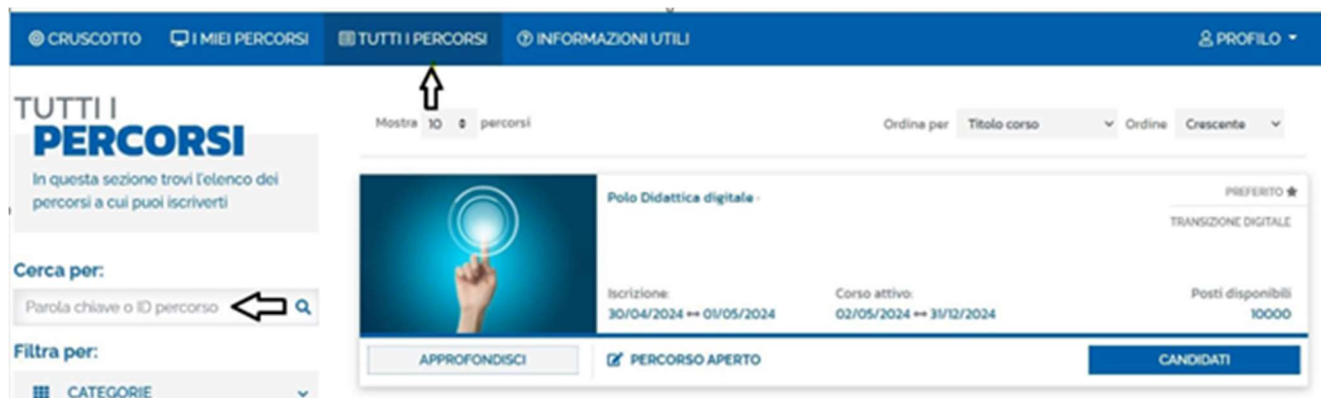 CRUSCOTTO I MIEI PERCORSI TUTTI I PERCORSI INFORMAZIONI UTILI PROFILO
TUTTI I
PERCORSI
In questa sezione trovi l'elenco dei
percorsi a cui puoi iscriverti
Cerca per:
Parola chiave o ID percorso
Filtra per:
CATEGORIE
Mostra 10 percorsi
Ordina per Titolo corso Ordine Crescente
Polo Didattica digitale -
PREFERITO
TRANSIZIONE DIGITALE
Iscrizione: Corso attivo: Posti disponibili
30/04/2024 ↔ 01/05/2024 02/05/2024 ↔ 31/12/2024 10000
APPROFONDISCI PERCORSO APERTO CANDIDATI